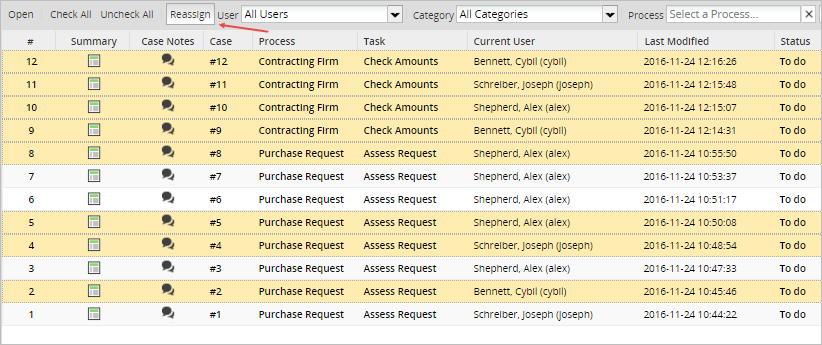 Open Check All Uncheck All Reassign User All Users Category All Categories Process Select a Process...
# Summary Case Notes Case Process Task Current User Last Modified Status
12 #12 Contracting Firm Check Amounts Bennett, Cybil (cybil) 2016-11-24 12:16:26 To do
11 #11 Contracting Firm Check Amounts Schreiber, Joseph (joseph) 2016-11-24 12:15:48 To do
10 #10 Contracting Firm Check Amounts Shepherd, Alex (alex) 2016-11-24 12:15:07 To do
9 #9 Contracting Firm Check Amounts Bennett, Cybil (cybil) 2016-11-24 12:14:31 To do
8 #8 Purchase Request Assess Request Shepherd, Alex (alex) 2016-11-24 10:55:50 To do
7 #7 Purchase Request Assess Request Shepherd, Alex (alex) 2016-11-24 10:53:37 To do
6 #6 Purchase Request Assess Request Shepherd, Alex (alex) 2016-11-24 10:51:17 To do
5 #5 Purchase Request Assess Request Shepherd, Alex (alex) 2016-11-24 10:50:08 To do
4 #4 Purchase Request Assess Request Schreiber, Joseph (joseph) 2016-11-24 10:48:54 To do
3 #3 Purchase Request Assess Request Shepherd, Alex (alex) 2016-11-24 10:47:33 To do
2 #2 Purchase Request Assess Request Bennett, Cybil (cybil) 2016-11-24 10:45:46 To do
1 #1 Purchase Request Assess Request Schreiber, Joseph (joseph) 2016-11-24 10:44:22 To do